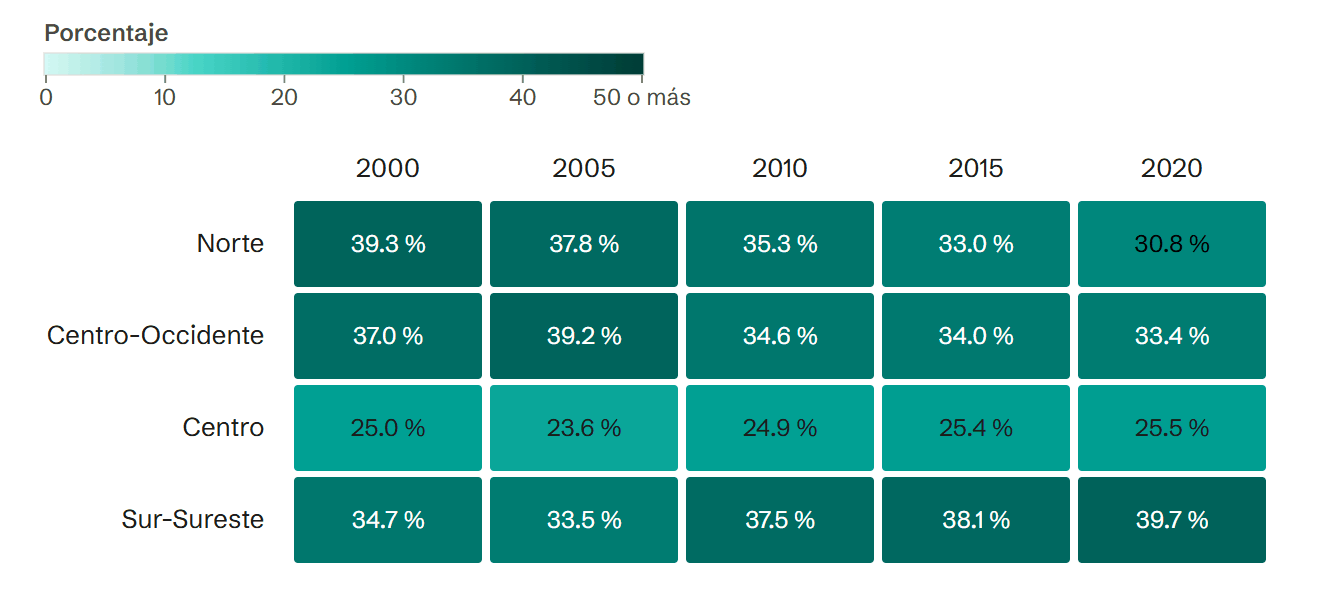 Porcentaje
0 10 20 30 40 50 o más
2000 2005 2010 2015 2020
Norte 39.3 % 37.8 % 35.3 % 33.0 % 30.8 %
Centro-Occidente 37.0 % 39.2 % 34.6 % 34.0 % 33.4 %
Centro 25.0 % 23.6 % 24.9 % 25.4 % 25.5 %
Sur-Sureste 34.7 % 33.5 % 37.5 % 38.1 % 39.7 %